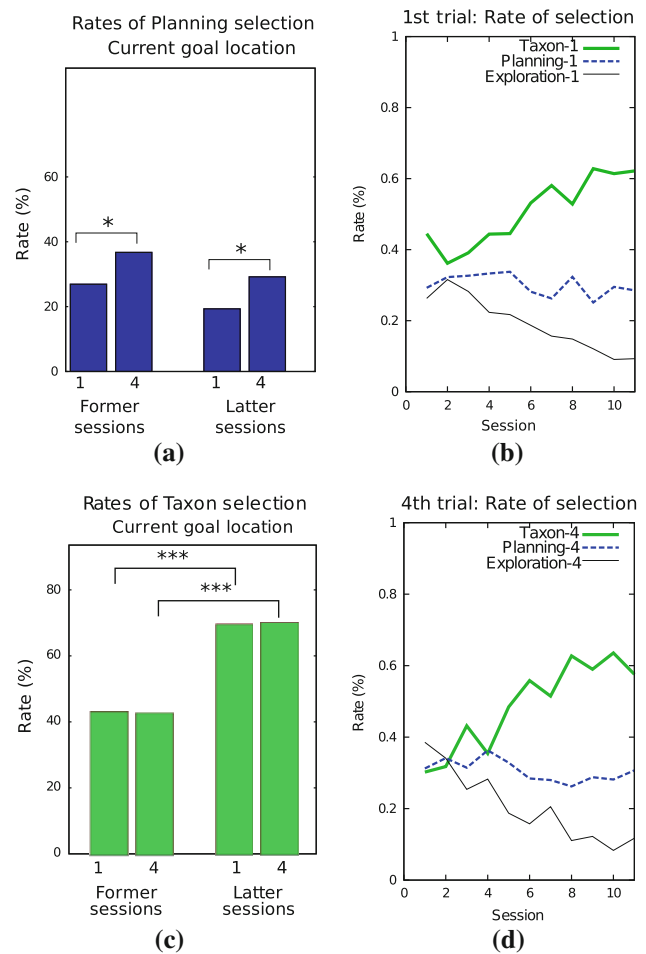 Rates of Planning selection
Current goal location
Rate (%)
60
40
20
0
*
*
1
4
1
4
Former
sessions
Latter
sessions
(a)
1st trial: Rate of selection
Taxon-1
Planning-1
Exploration-1
Rate (%)
1
0.8
0.6
0.4
0.2
0
0
2
4
6
8
10
Session
(b)
Rates of Taxon selection
Current goal location
Rate (%)
80
60
40
20
0
***
***
1
4
1
4
Former
sessions
Latter
sessions
(c)
4th trial: Rate of selection
Taxon-4
Planning-4
Exploration-4
Rate (%)
1
0.8
0.6
0.4
0.2
0
0
2
4
6
8
10
Session
(d)